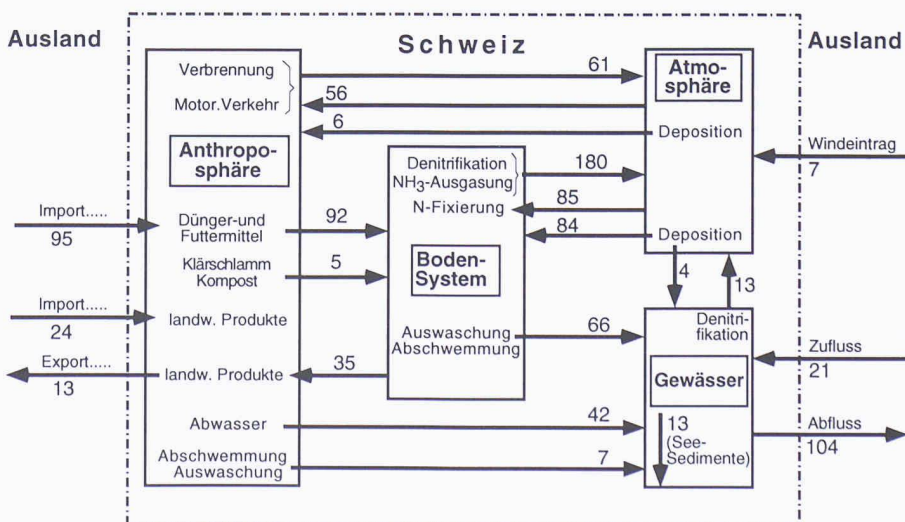 Ausland
Schweiz
Ausland
Verbrennung
61
Atmo-
sphäre
Motor.Verkehr
56
6
Deposition
Windeintrag
7
Anthropo-
sphäre
Denitrifikation
180
NH3-Ausgasung
N-Fixierung
85
Import.....
95
Dünger-und
Futtermittel
92
84
Deposition
Klärschlamm
Kompost
5
Boden-
System
4
13
Import.....
24
landw. Produkte
Denitri-
fikation
Auswaschung
Abschwemmung
66
Zufluss
21
Export.....
13
landw. Produkte
35
Gewässer
Abwasser
42
13
(See-
Sedimente)
Abfluss
104
Abschwemmung
Auswaschung
7